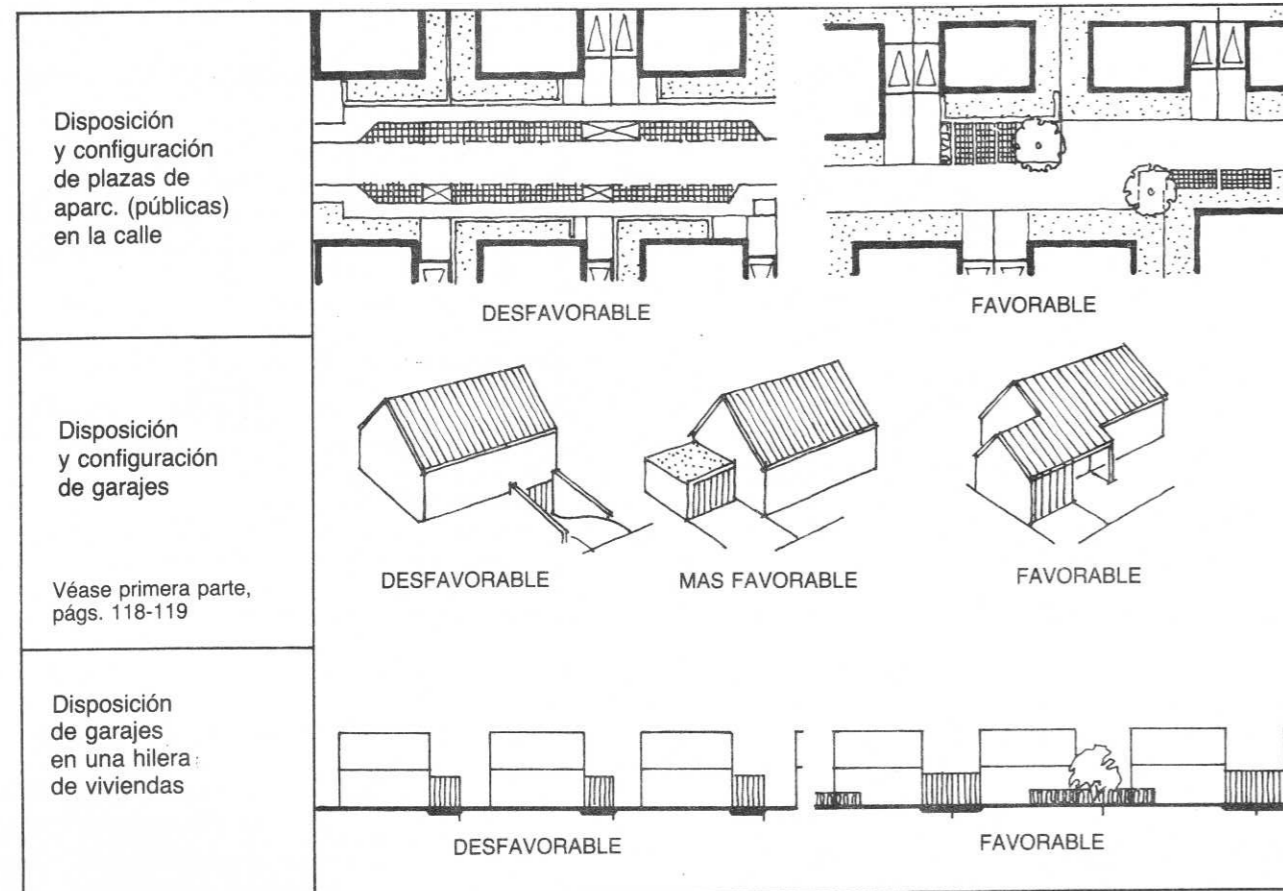 Disposición
y configuración
de plazas de
aparc. (públicas)
en la calle
DESFAVORABLE
FAVORABLE
Disposición
y configuración
de garajes
Véase primera parte,
págs. 118-119
DESFAVORABLE
MAS FAVORABLE
FAVORABLE
Disposición
de garajes
en una hilera
de viviendas
DESFAVORABLE
FAVORABLE